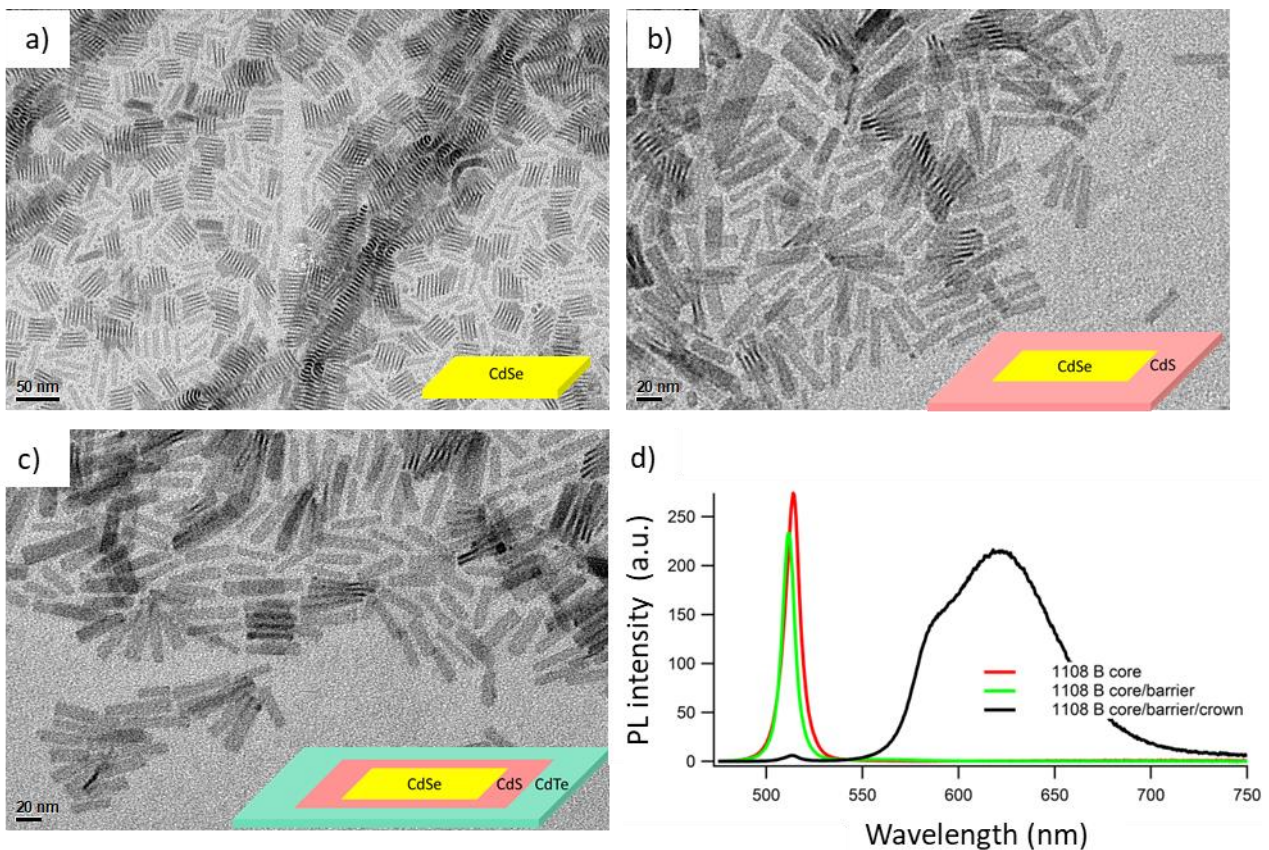 a)
50 nm
CdSe
b)
20 nm
CdSe
CdS
c)
20 nm
CdSe
CdS
CdTe
d)
PL intensity (a.u.)
250
200
150
100
50
0
1108 B core
1108 B core/barrier
1108 B core/barrier/crown
500
550
600
650
700
750
Wavelength (nm)